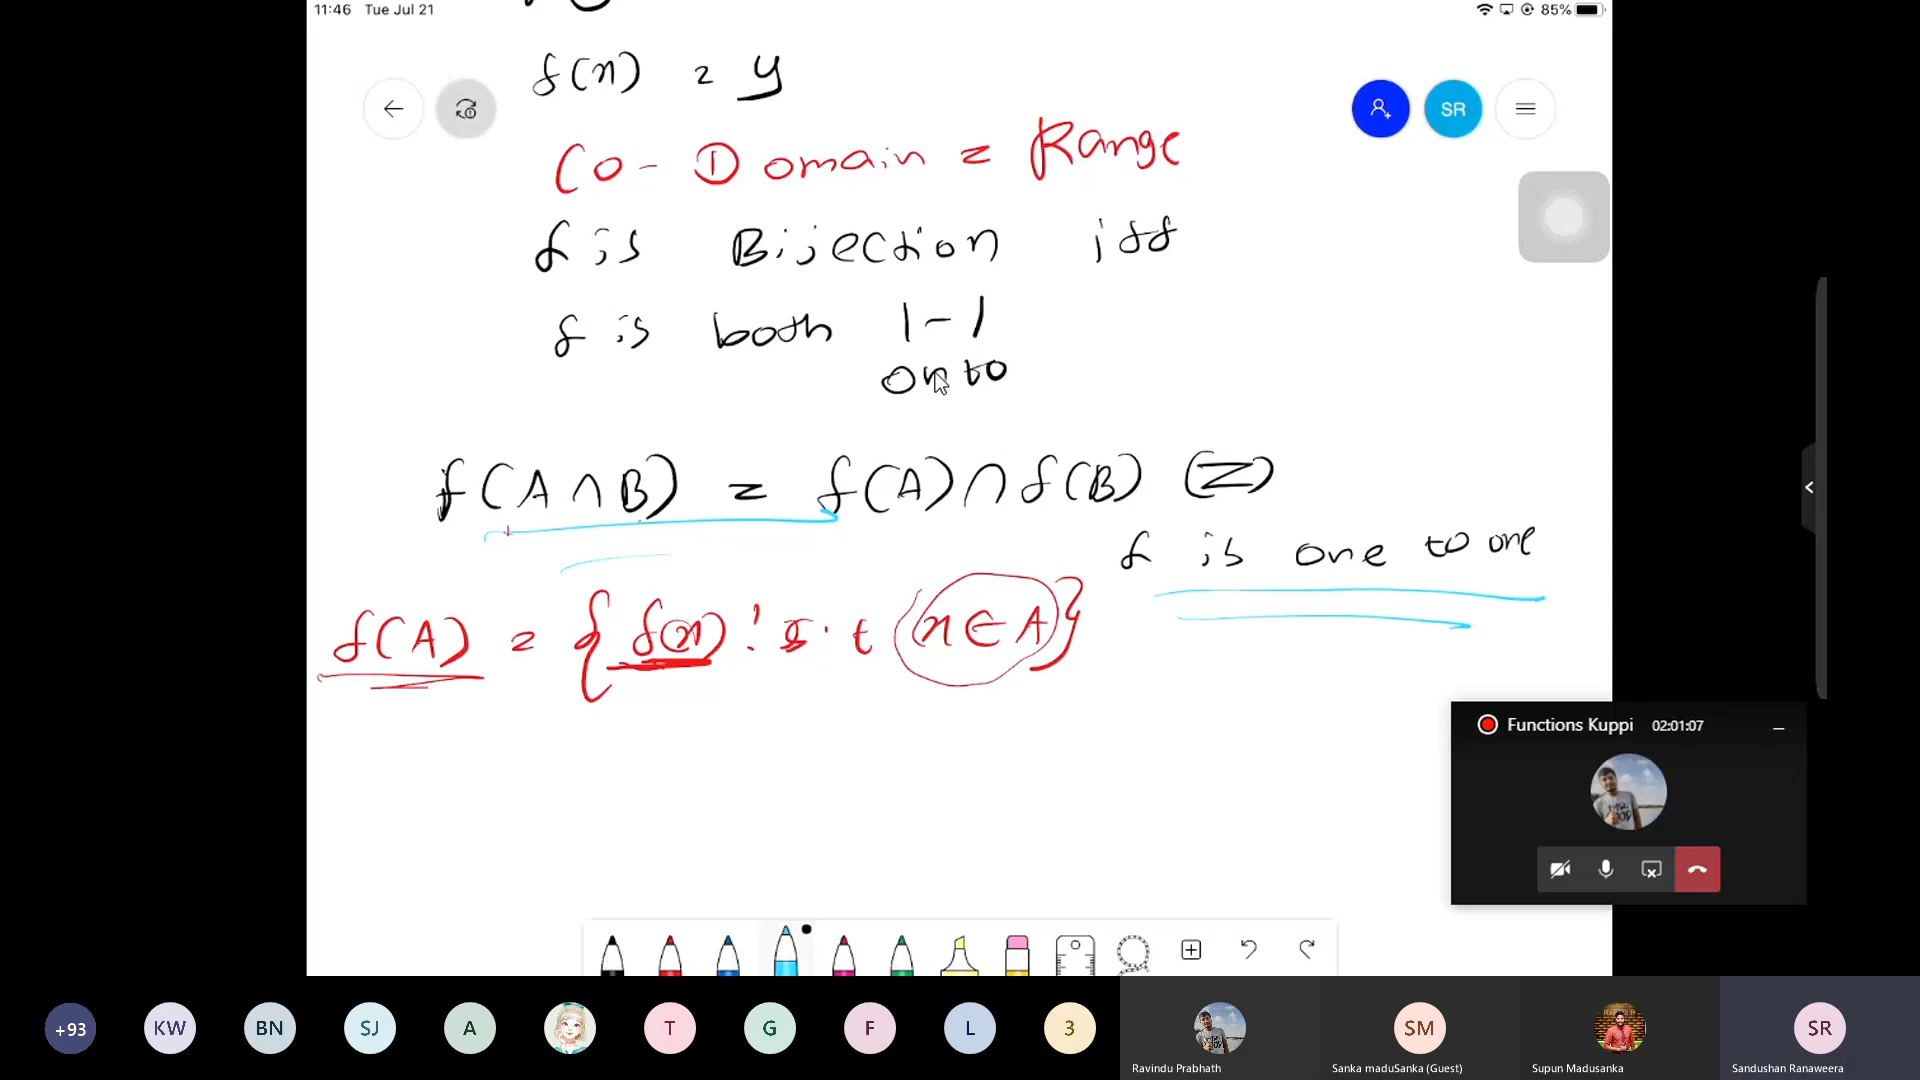 11:46 Tue Jul 21
85%
f(x) = y
SR
Co-Domain = Range
f is Bijection iff
f is both 1-1
onto
f(A∩B) = f(A)∩f(B) (Z)
f is one to one
f(A) = { f(x) : s.t (x∈A)}
Functions Kuppi 02:01:07
+93 KW BN SJ A T G F L 3 SM SR
Ravindu Prabhath Sanka maduSanka (Guest) Supun Madusanka Sandushan Ranaweera